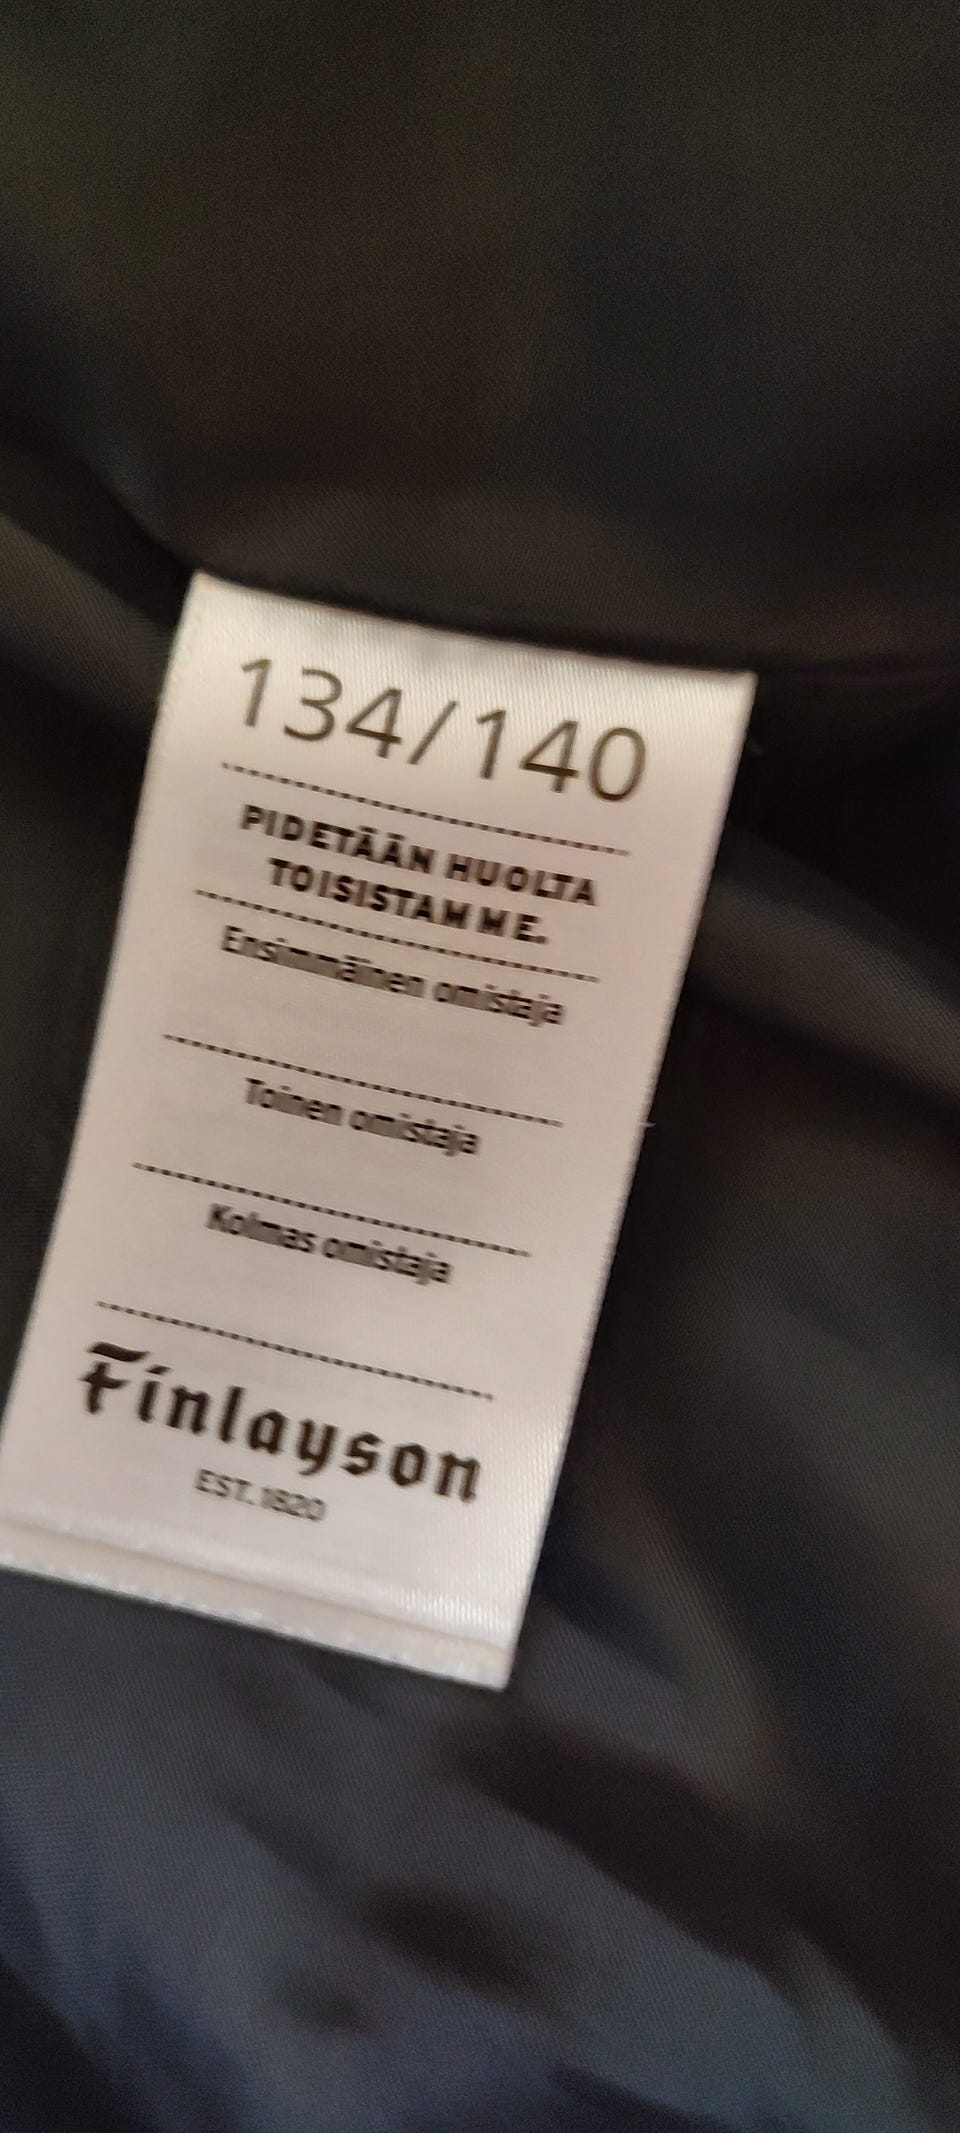 134/140
PIDETÄÄN HUOLTA
TOISISTAMME.
Ensimmäinen omistaja
Toinen omistaja
Kolmas omistaja
Finlayson
EST. 1820